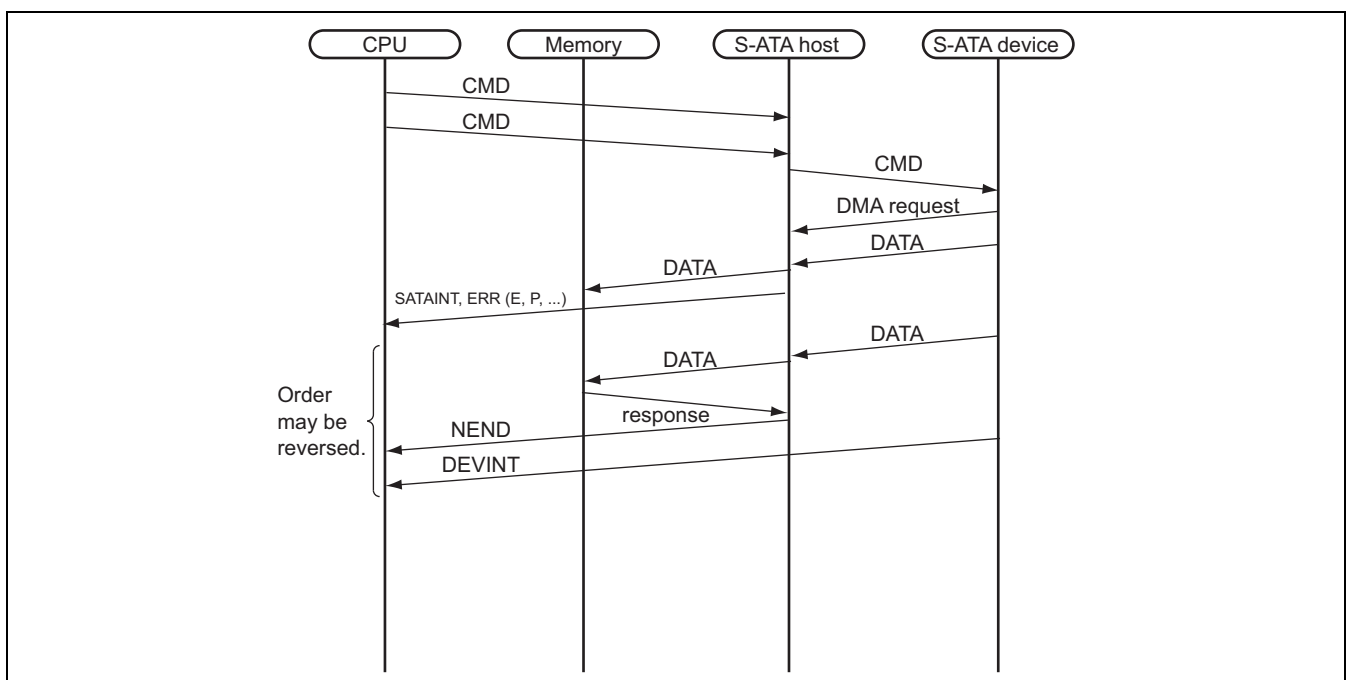 CPU
Memory
S-ATA host
S-ATA device
CMD
CMD
CMD
DMA request
DATA
DATA
SATAINT, ERR (E, P, ...)
DATA
DATA
Order
may be
reversed.
response
NEND
DEVINT